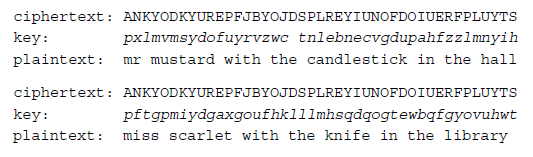 ciphertext: ANKYODKYUREPFJBYOJDSPLREYIUNOFDOIUERFPLUYTS
key: pxlmvmsydofuyrvzwc tnlebnecvgdupahfzzlmnyih
plaintext: mr mustard with the candlestick in the hall
ciphertext: ANKYODKYUREPFJBYOJDSPLREYIUNOFDOIUERFPLUYTS
key: pftgpmiydgaxgoufhklllmhsqdqogtewbqfgyovuhwt
plaintext: miss scarlet with the knife in the library